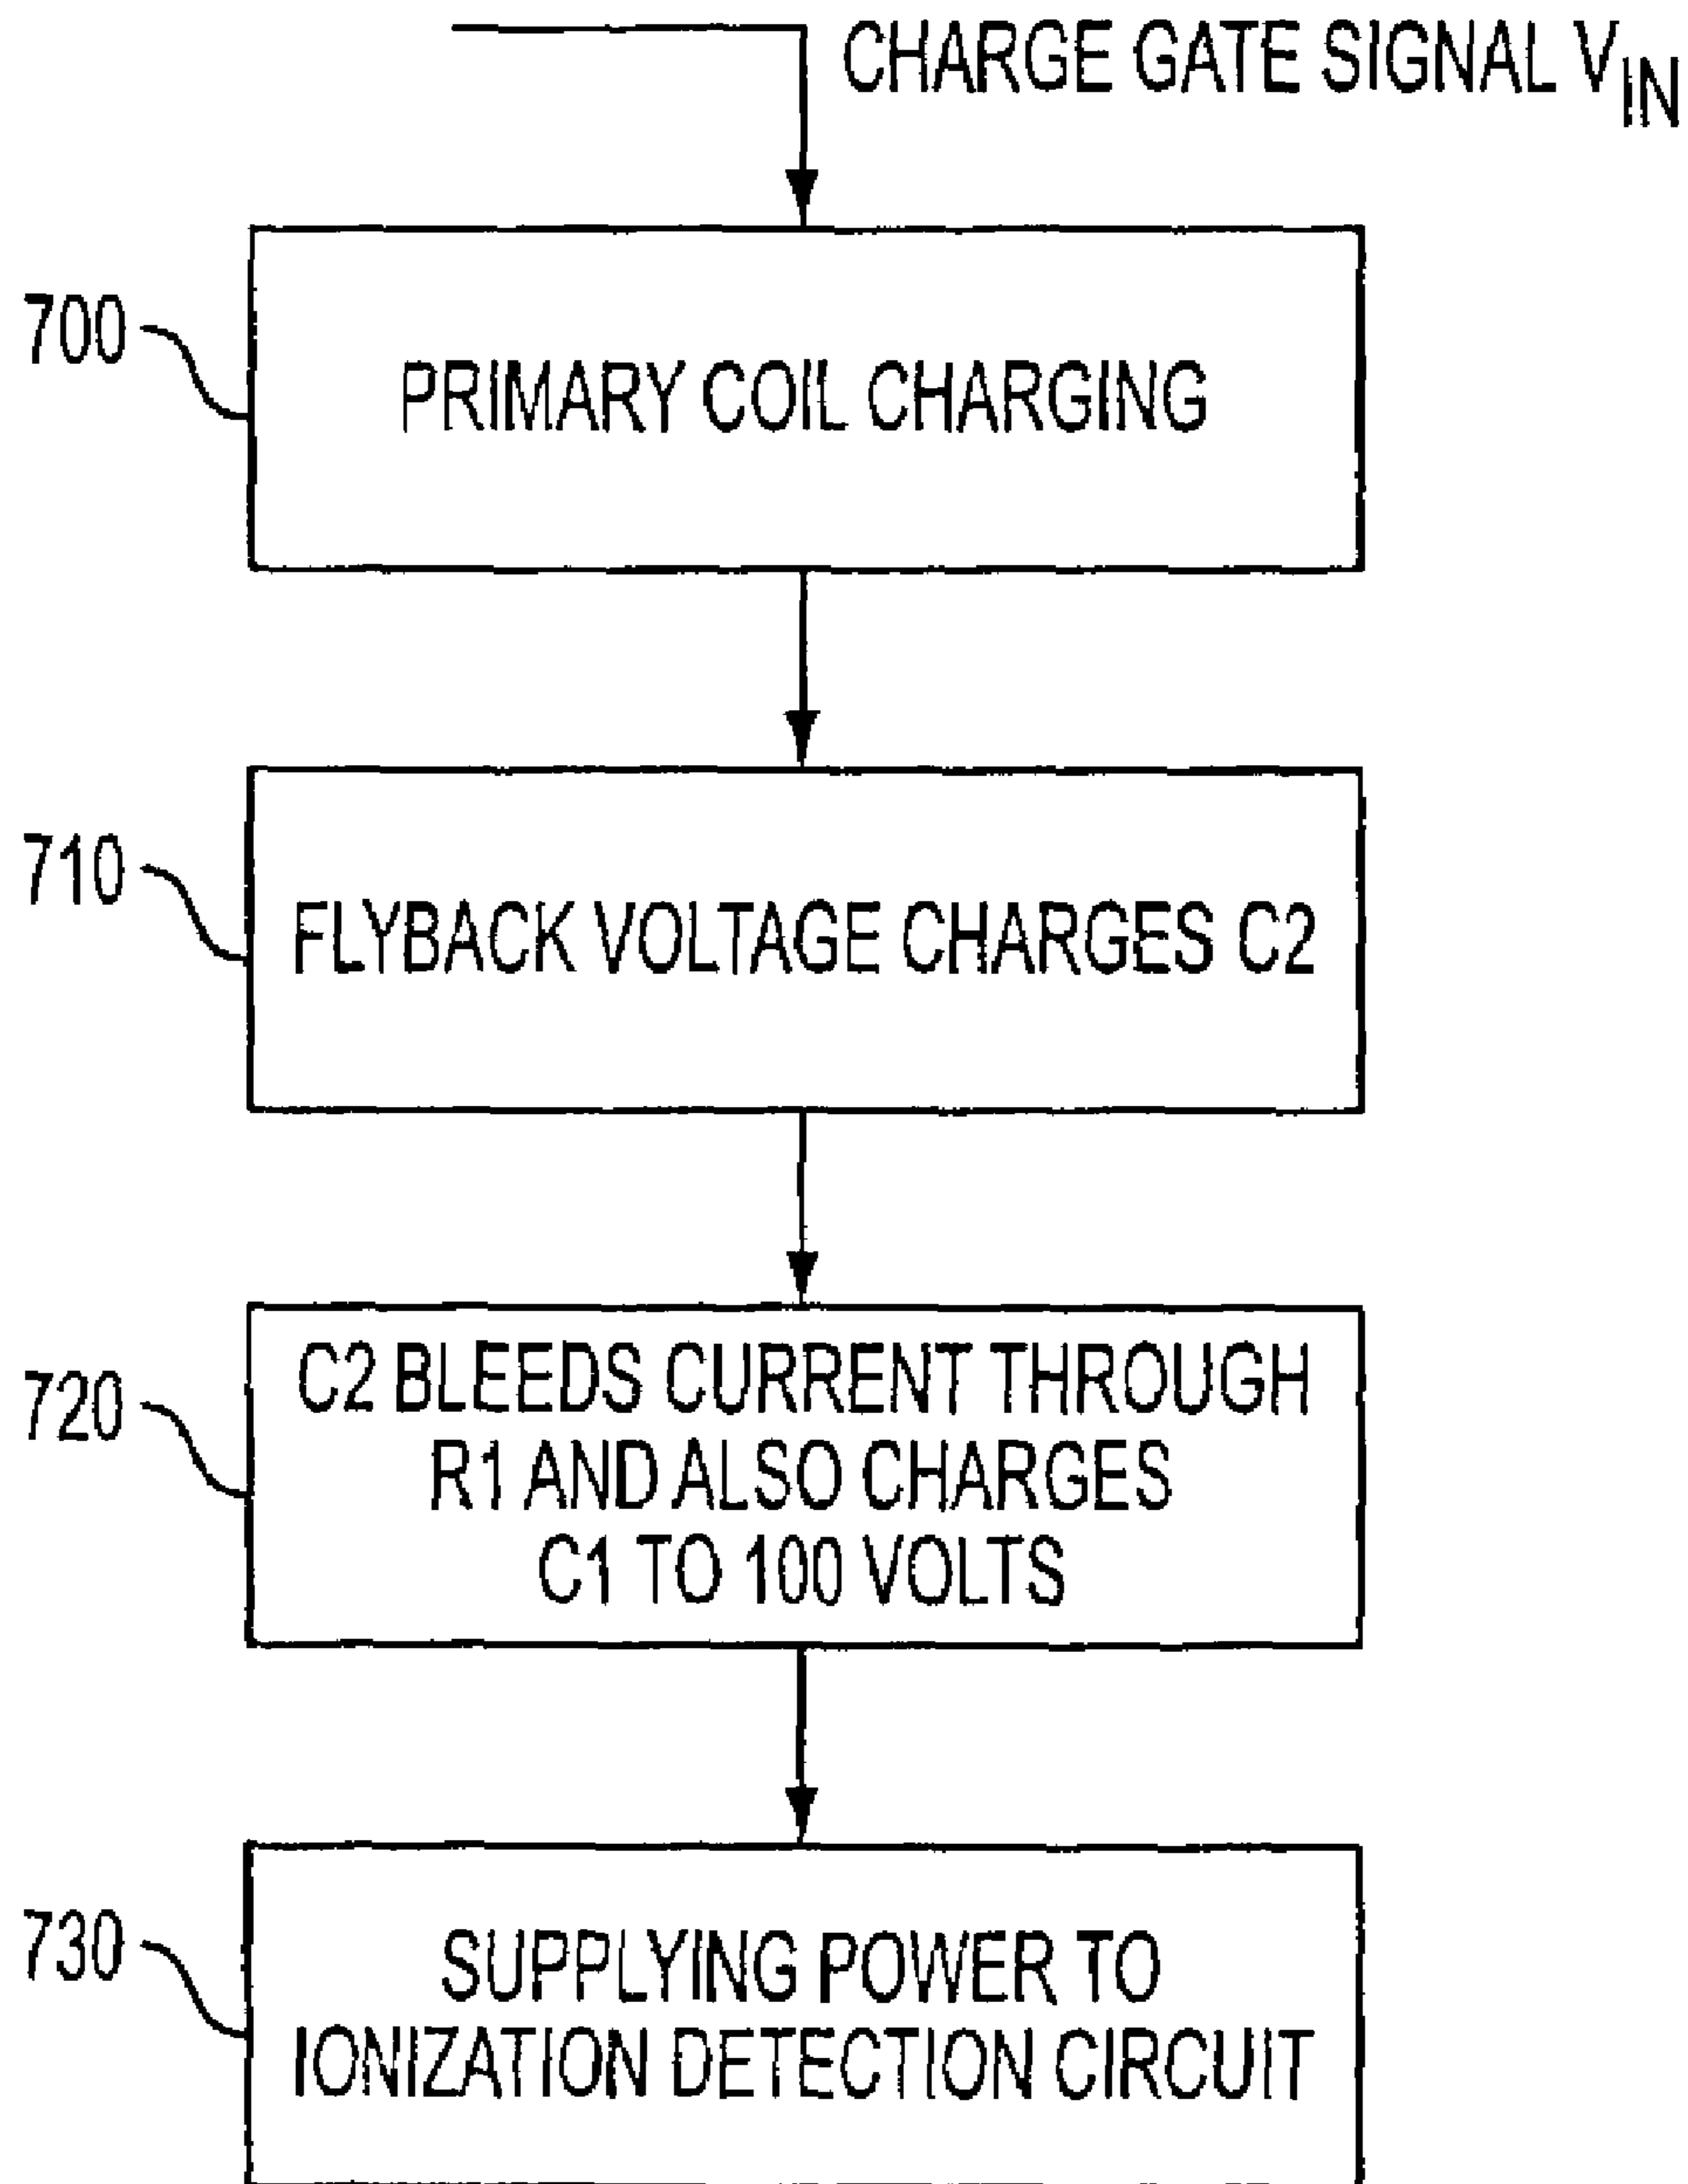 CHARGE GATE SIGNAL VIN
700
PRIMARY COIL CHARGING
710
FLYBACK VOLTAGE CHARGES C2
720
C2 BLEEDS CURRENT THROUGH
R1 AND ALSO CHARGES
C1 TO 100 VOLTS
730
SUPPLYING POWER TO
IONIZATION DETECTION CIRCUIT